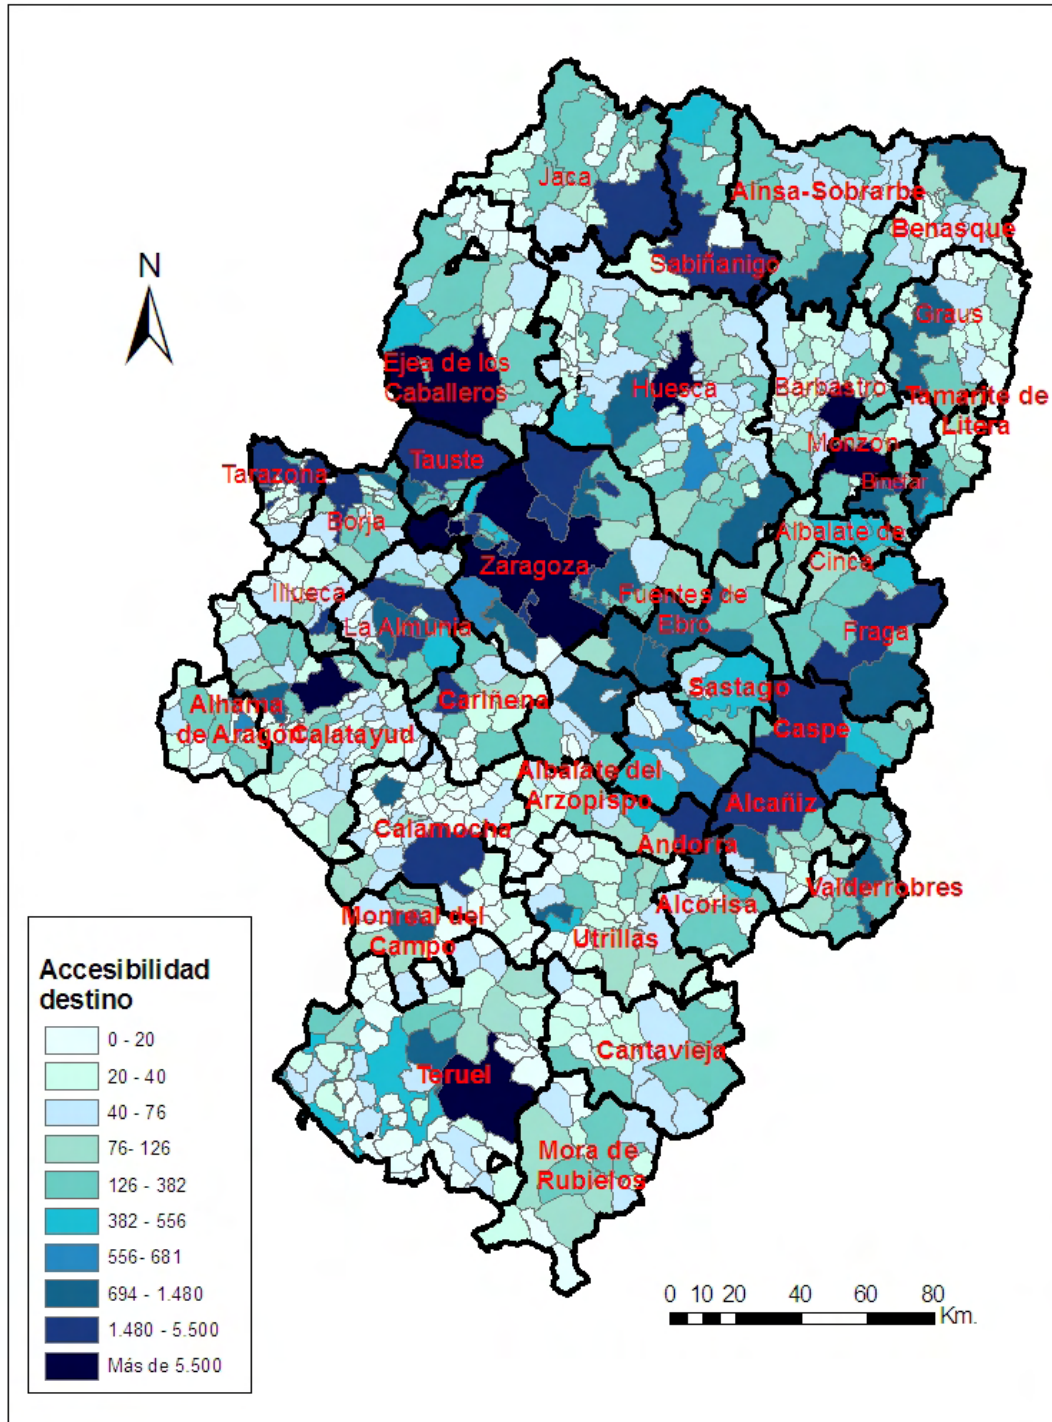 Jaca
Ainsa-Sobrarbe
Benasque
N
Sabiñanigo
Graus
Ejea de los
Caballeros
Huesca
Barbastro
Tamarite de
Litera
Monzon
Tauste
Tarazona
Binefar
Borja
Albalate de
Cinca
Zaragoza
Illueca
Fuentes de
Ebro
La Almunia
Fraga
Sastago
Cariñena
Alhama
de Aragón
Calatayud
Caspe
Albalate del
Arzopispo
Alcañiz
Calamocha
Andorra
Valderrobres
Alcorisa
Monreal del
Campo
Utrillas
Cantavieja
Teruel
Mora de
Rubielos
Accesibilidad
destino
0 - 20
20 - 40
40 - 76
76- 126
126 - 382
382 - 556
556- 681
694 - 1.480
1.480 - 5.500
Más de 5.500
0 10 20 40 60 80
Km.